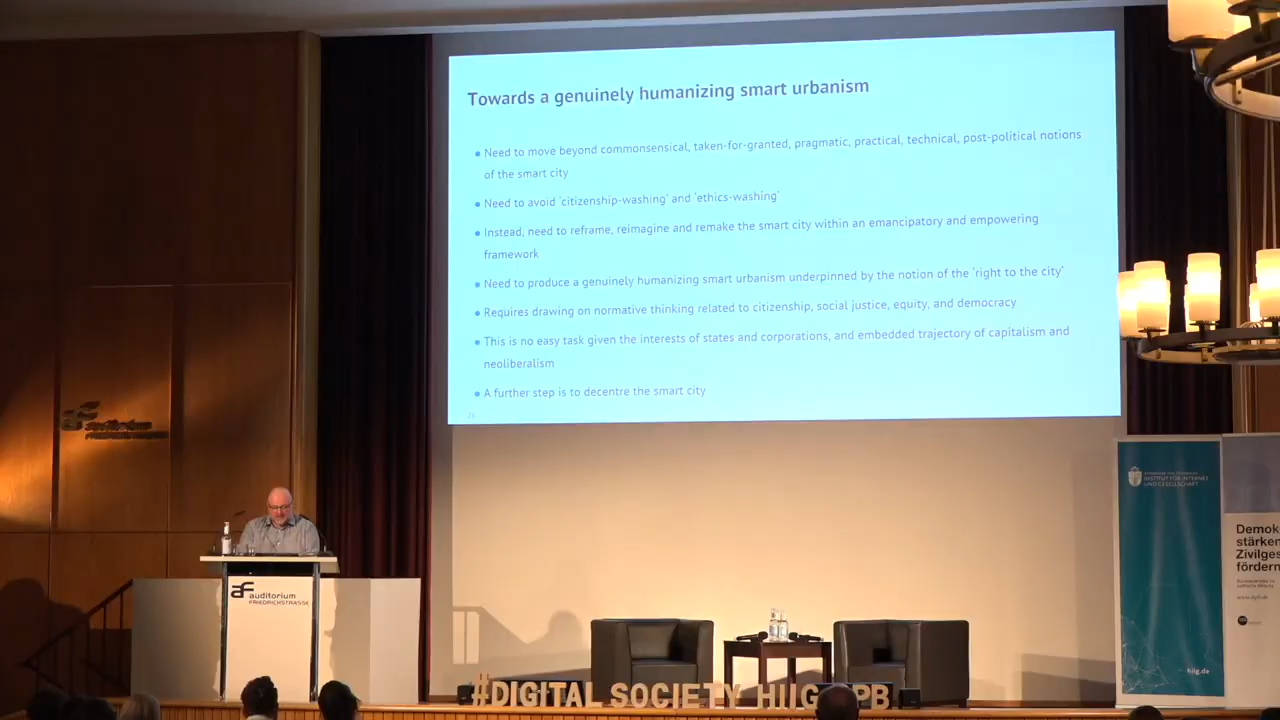 Towards a genuinely humanizing smart urbanism
● Need to move beyond commonsensical, taken-for-granted, pragmatic, practical, technical, post-political notions
of the smart city
● Need to avoid 'citizenship-washing' and 'ethics-washing'
● Instead, need to reframe, reimagine and remake the smart city within an emancipatory and empowering
framework
● Need to produce a genuinely humanizing smart urbanism underpinned by the notion of the 'right to the city'
● Requires drawing on normative thinking related to citizenship, social justice, equity, and democracy
● This is no easy task given the interests of states and corporations, and embedded trajectory of capitalism and
neoliberalism
● A further step is to decentre the smart city
auditorium
FRIEDRICHSTRASSE
af auditorium
FRIEDRICHSTRASSE
INSTITUT FÜR INTERNET
UND GESELLSCHAFT
hiig.de
Demok
stärken
Zivilges
fördern
#DIGITAL SOCIETY HIIG PB